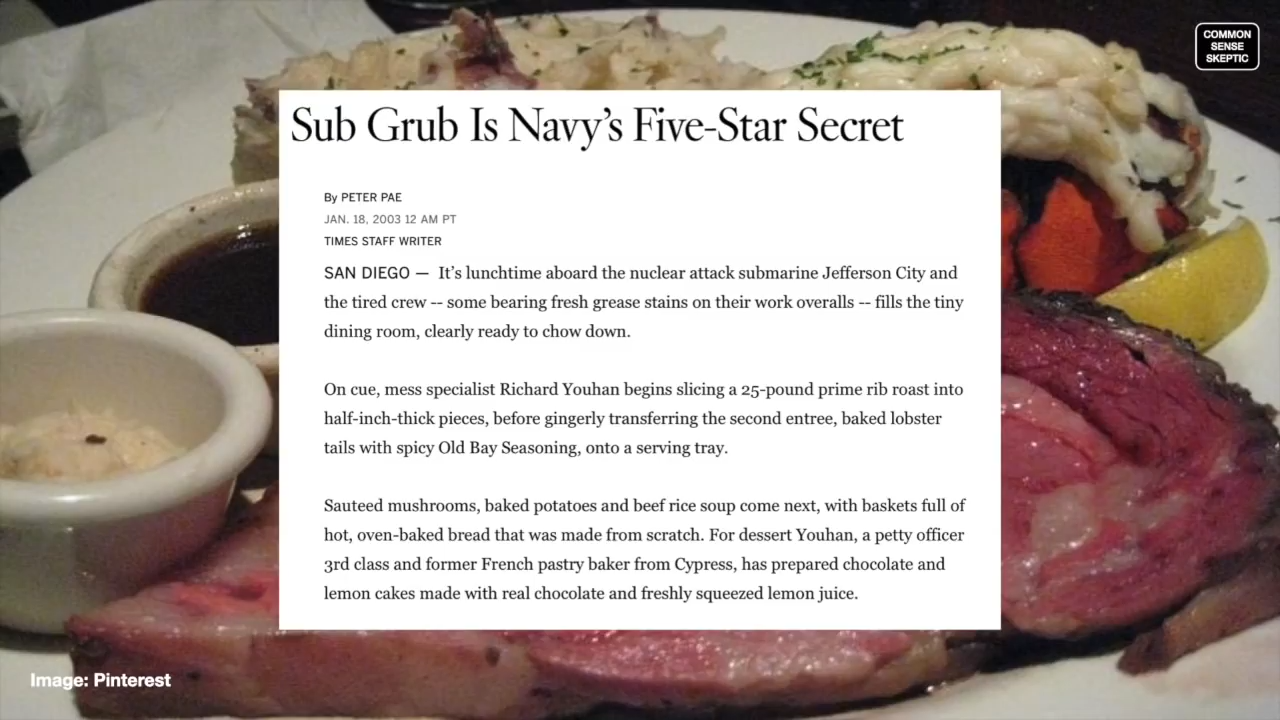 COMMON
SENSE
SKEPTIC
Sub Grub Is Navy’s Five-Star Secret
By PETER PAE
JAN. 18, 2003 12 AM PT
TIMES STAFF WRITER
SAN DIEGO — It’s lunchtime aboard the nuclear attack submarine Jefferson City and
the tired crew -- some bearing fresh grease stains on their work overalls -- fills the tiny
dining room, clearly ready to chow down.
On cue, mess specialist Richard Youhan begins slicing a 25-pound prime rib roast into
half-inch-thick pieces, before gingerly transferring the second entree, baked lobster
tails with spicy Old Bay Seasoning, onto a serving tray.
Sauteed mushrooms, baked potatoes and beef rice soup come next, with baskets full of
hot, oven-baked bread that was made from scratch. For dessert Youhan, a petty officer
3rd class and former French pastry baker from Cypress, has prepared chocolate and
lemon cakes made with real chocolate and freshly squeezed lemon juice.
Image: Pinterest